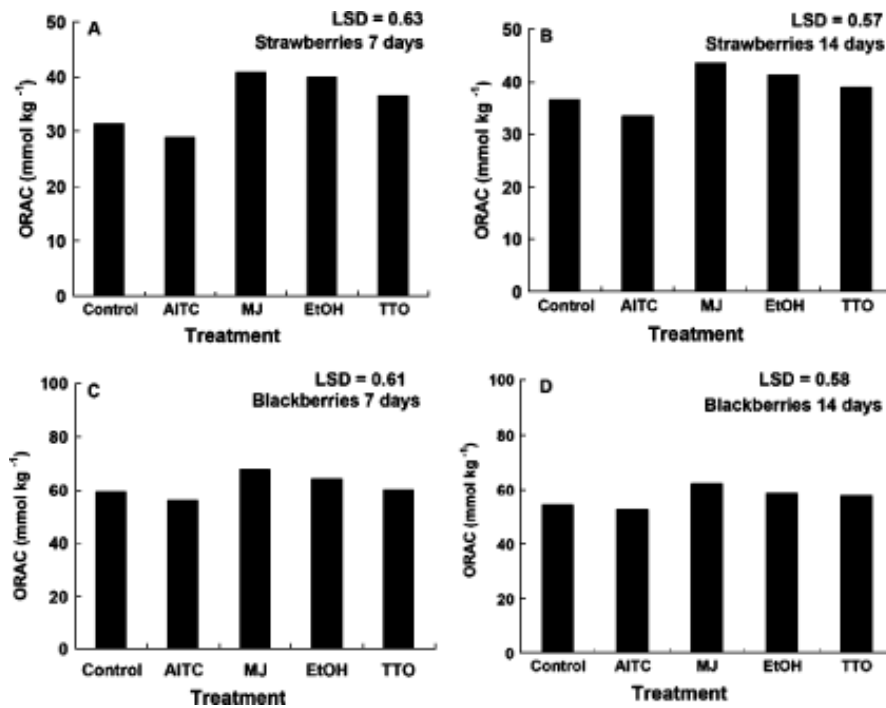 A
LSD = 0.63
Strawberries 7 days
ORAC (mmol kg -1)
50
40
30
20
10
0
Control AITC MJ EtOH TTO
Treatment
B
LSD = 0.57
Strawberries 14 days
ORAC (mmol kg -1)
50
40
30
20
10
0
Control AITC MJ EtOH TTO
Treatment
C
LSD = 0.61
Blackberries 7 days
ORAC (mmol kg -1)
100
80
60
40
20
0
Control AITC MJ EtOH TTO
Treatment
D
LSD = 0.58
Blackberries 14 days
ORAC (mmol kg -1)
100
80
60
40
20
0
Control AITC MJ EtOH TTO
Treatment